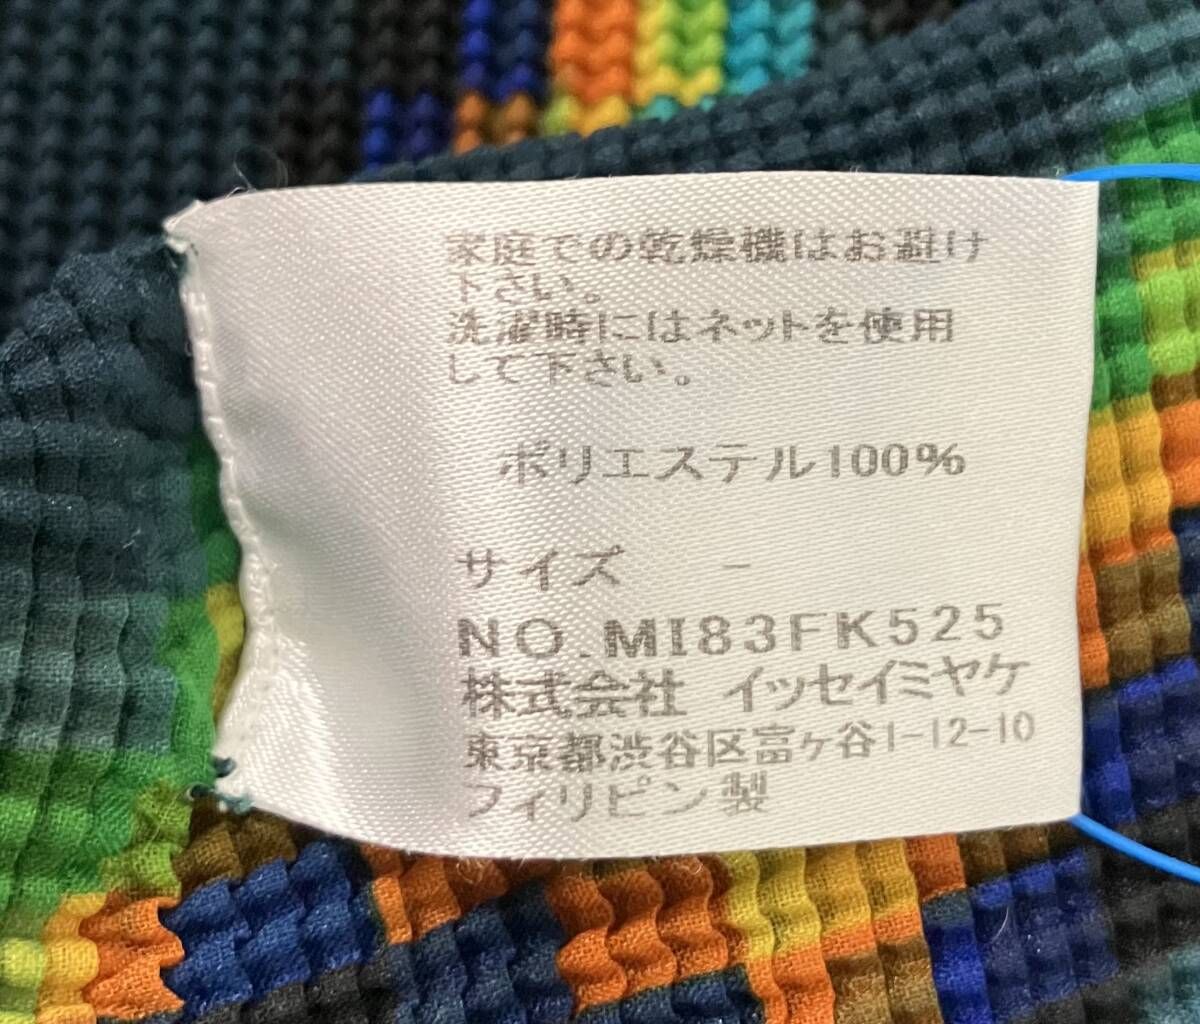 家庭での乾燥機はお避け
下さい。
洗濯時にはネットを使用
して下さい。
ポリエステル100%
サイズ　-
NO.MI83FK525
株式会社 イッセイミヤケ
東京都渋谷区富ヶ谷1-12-10
フィリピン製